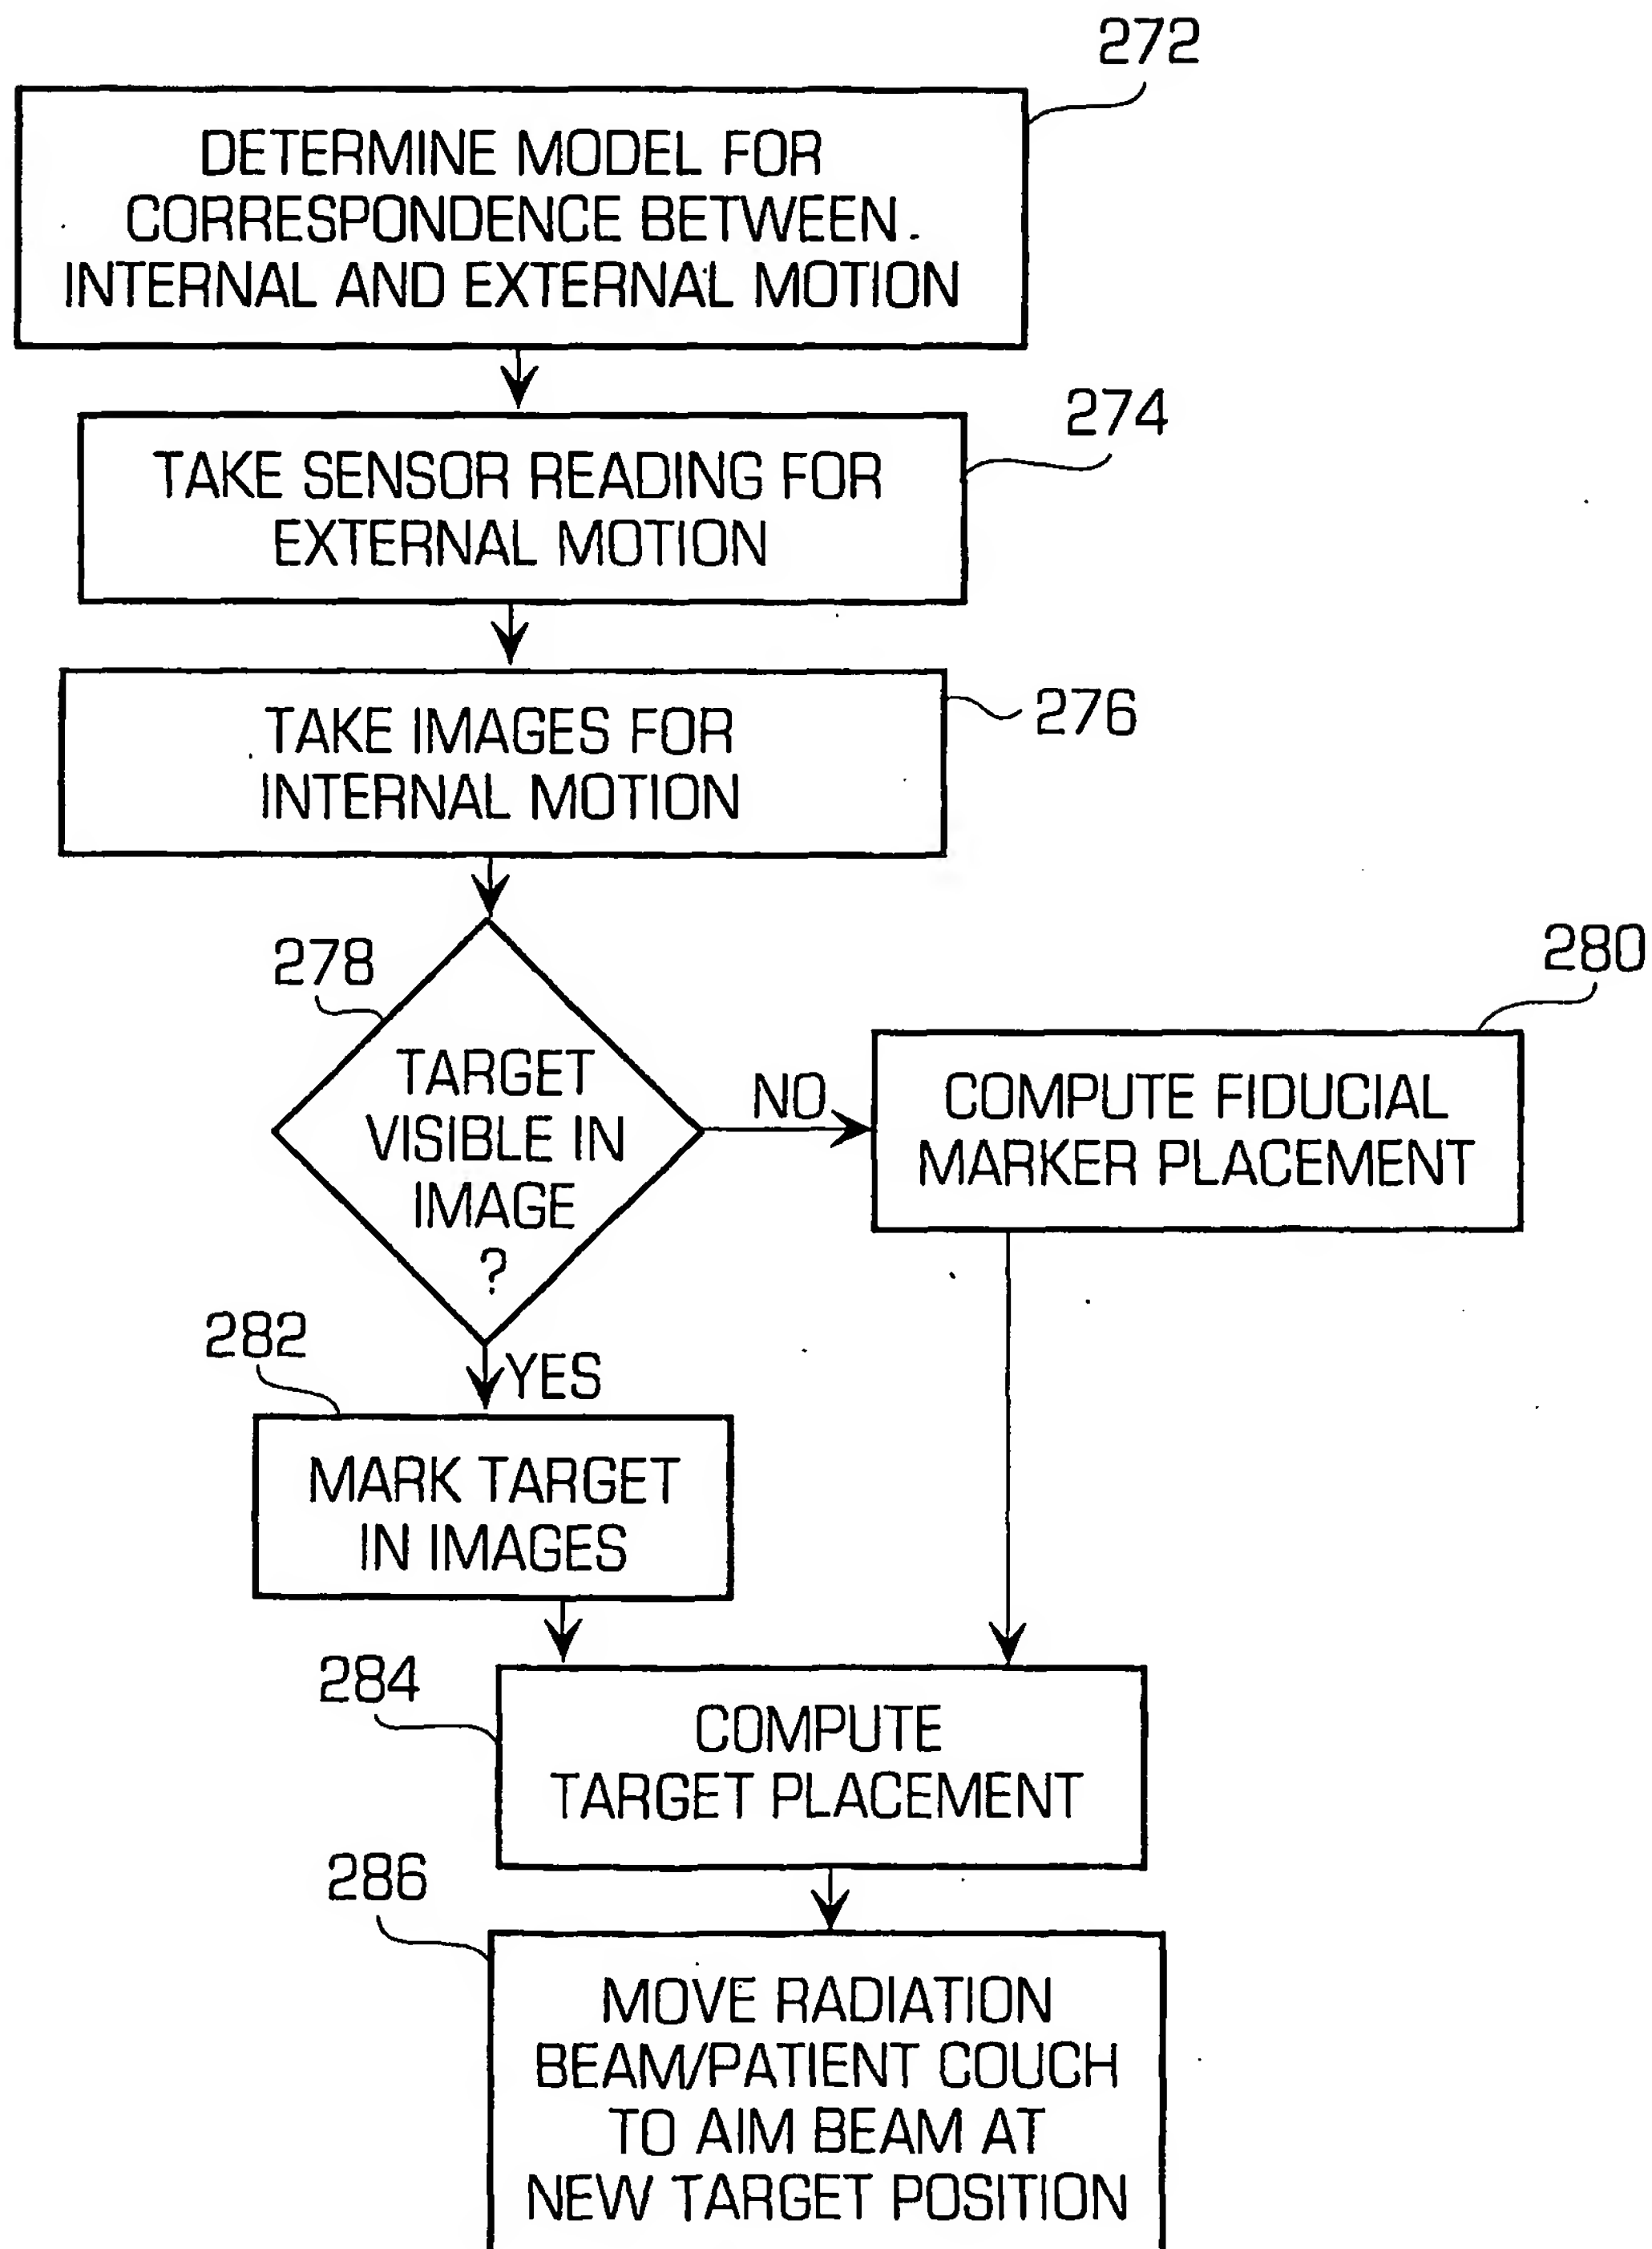 272
DETERMINE MODEL FOR
CORRESPONDENCE BETWEEN
INTERNAL AND EXTERNAL MOTION
274
TAKE SENSOR READING FOR
EXTERNAL MOTION
276
TAKE IMAGES FOR
INTERNAL MOTION
278
TARGET
VISIBLE IN
IMAGE
?
NO
280
COMPUTE FIDUCIAL
MARKER PLACEMENT
YES
282
MARK TARGET
IN IMAGES
284
COMPUTE
TARGET PLACEMENT
286
MOVE RADIATION
BEAM/PATIENT COUCH
TO AIM BEAM AT
NEW TARGET POSITION